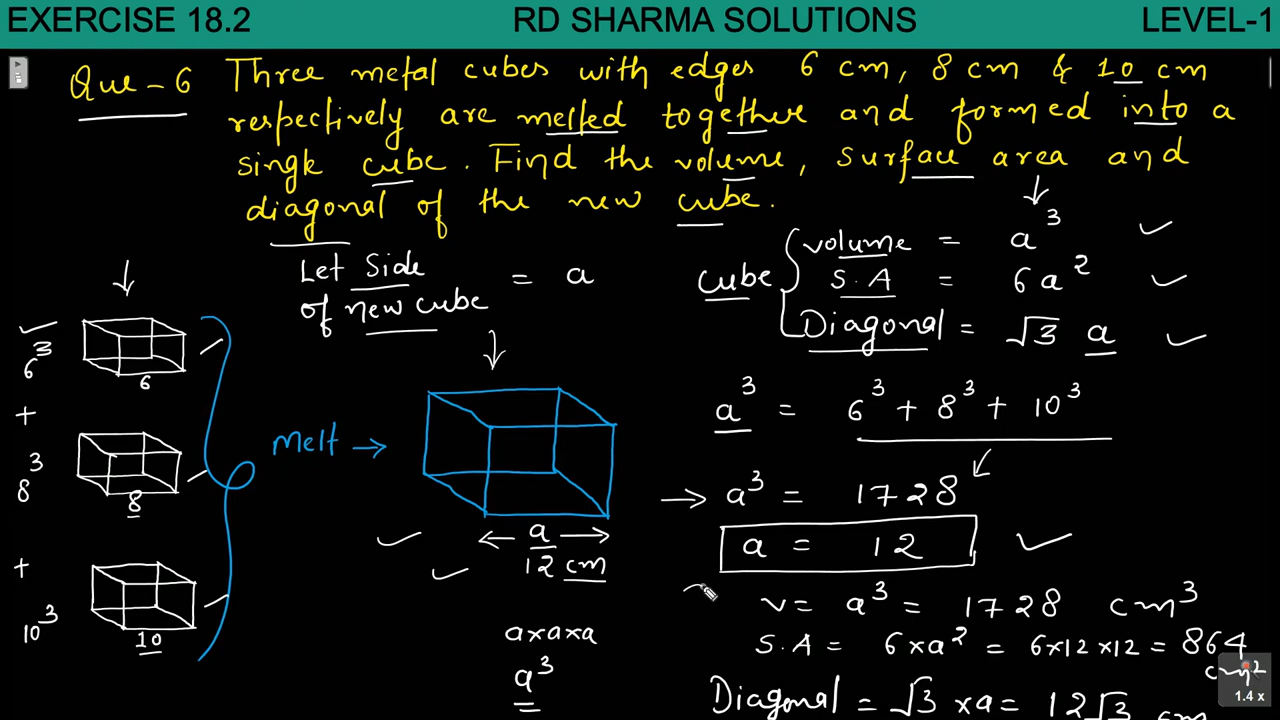 EXERCISE 18.2 RD SHARMA SOLUTIONS LEVEL-1
Que-6 Three metal cubes with edges 6 cm, 8 cm & 10 cm
respectively are melted together and formed into a
single cube. Find the volume, surface area and
diagonal of the new cube.
Let Side
of new cube = a
cube
volume = a³
S.A = 6a²
Diagonal = √3 a
6³
6
+
8³
8
+
10³
10
Melt →
a
12 cm
a×a×a
a³
a³ = 6³ + 8³ + 10³
→ a³ = 1728
a = 12
v = a³ = 1728 cm³
S.A = 6×a² = 6×12×12 = 864
cm²
Diagonal = √3 ×a = 12√3 cm
1.4 x